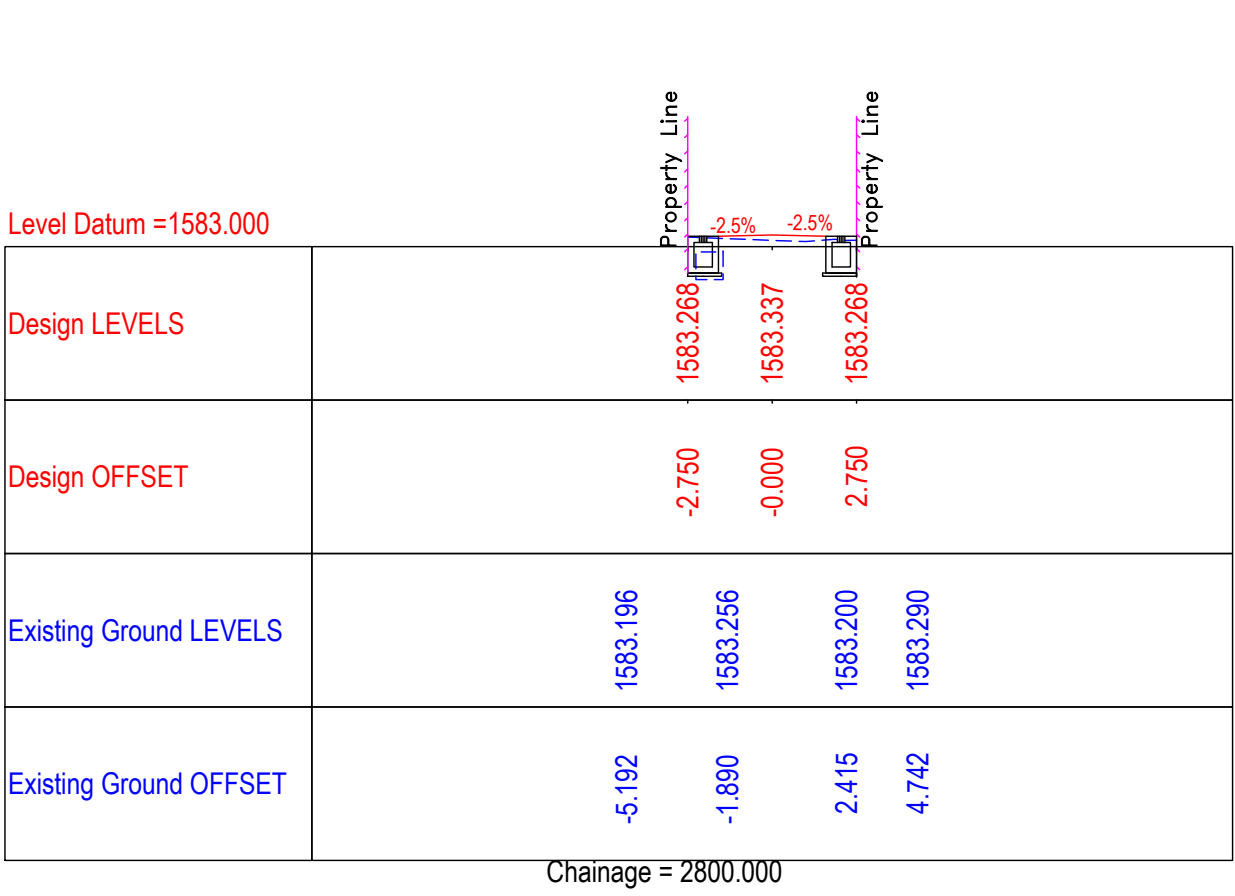 Property Line
Property Line
Level Datum =1583.000
-2.5%
-2.5%
Design LEVELS
1583.268
1583.337
1583.268
Design OFFSET
-2.750
-0.000
2.750
Existing Ground LEVELS
1583.196
1583.256
1583.200
1583.290
Existing Ground OFFSET
-5.192
-1.890
2.415
4.742
Chainage = 2800.000